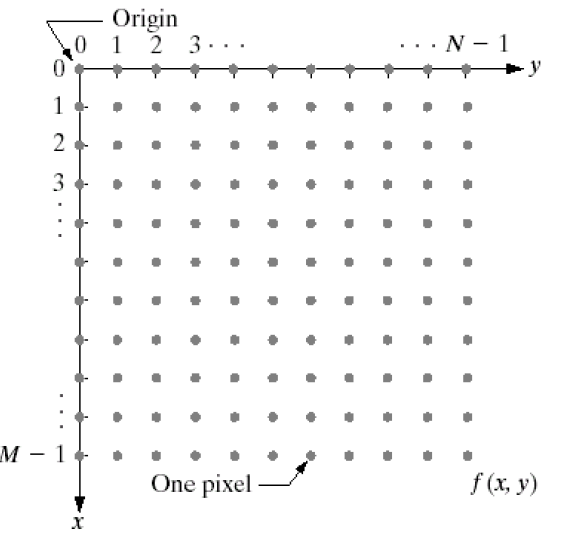 Origin
0 1 2 3 · · · · · · N − 1
0 y
1
2
3
·
·
·
·
·
·
M − 1
One pixel f(x, y)
x